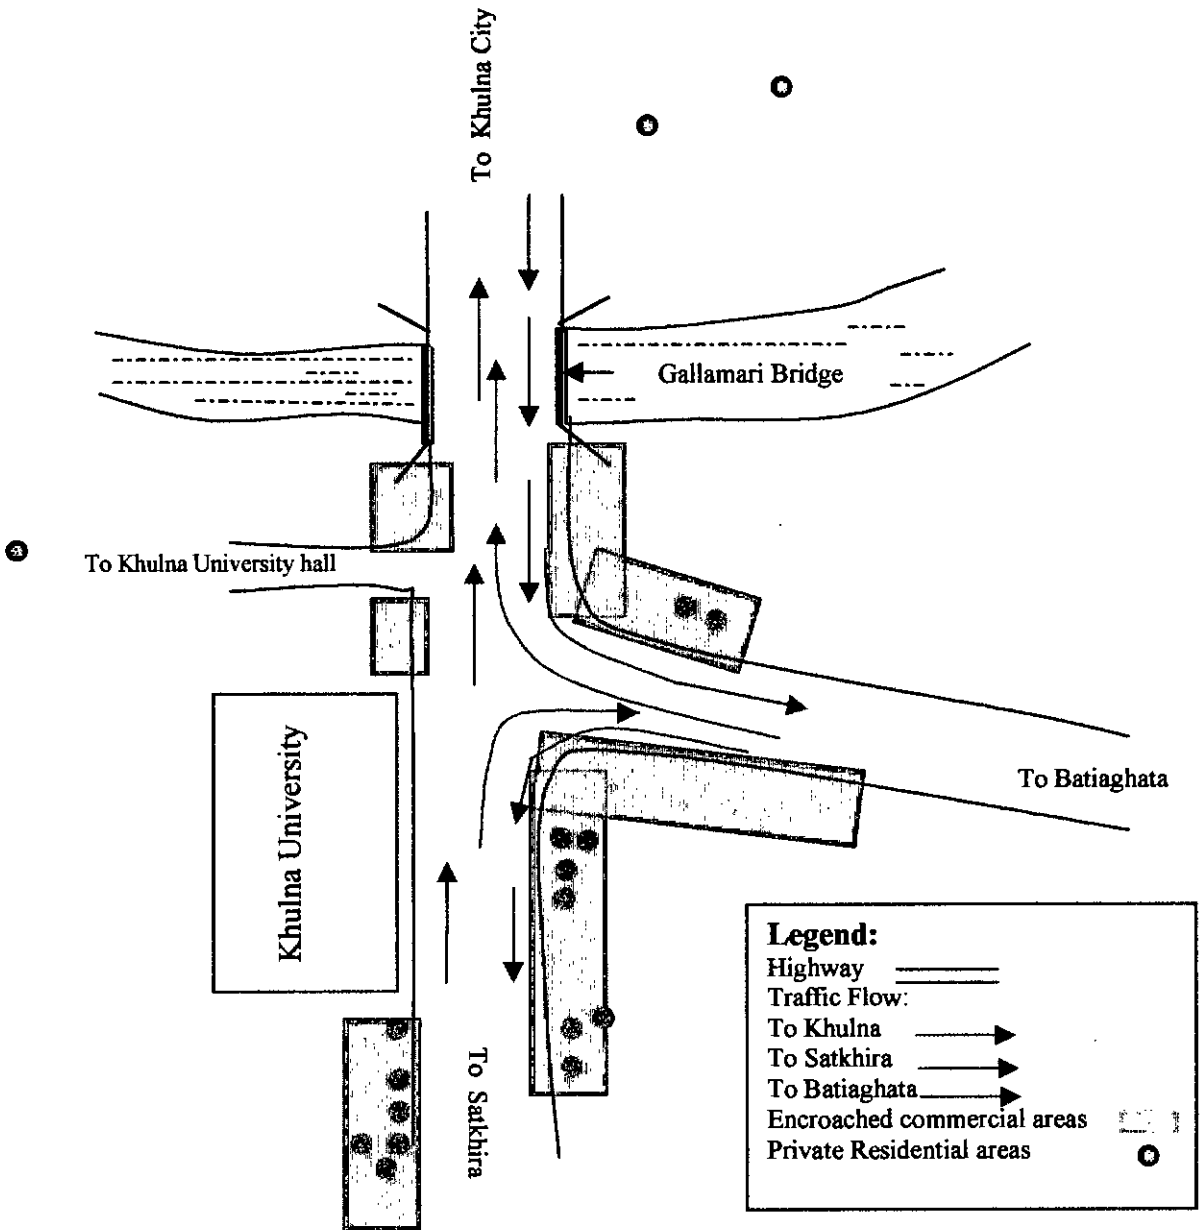 To Khulna City
Gallamari Bridge
To Khulna University hall
Khulna University
To Batiaghata
To Satkhira
Legend:
Highway
Traffic Flow:
To Khulna
To Satkhira
To Batiaghata
Encroached commercial areas
Private Residential areas